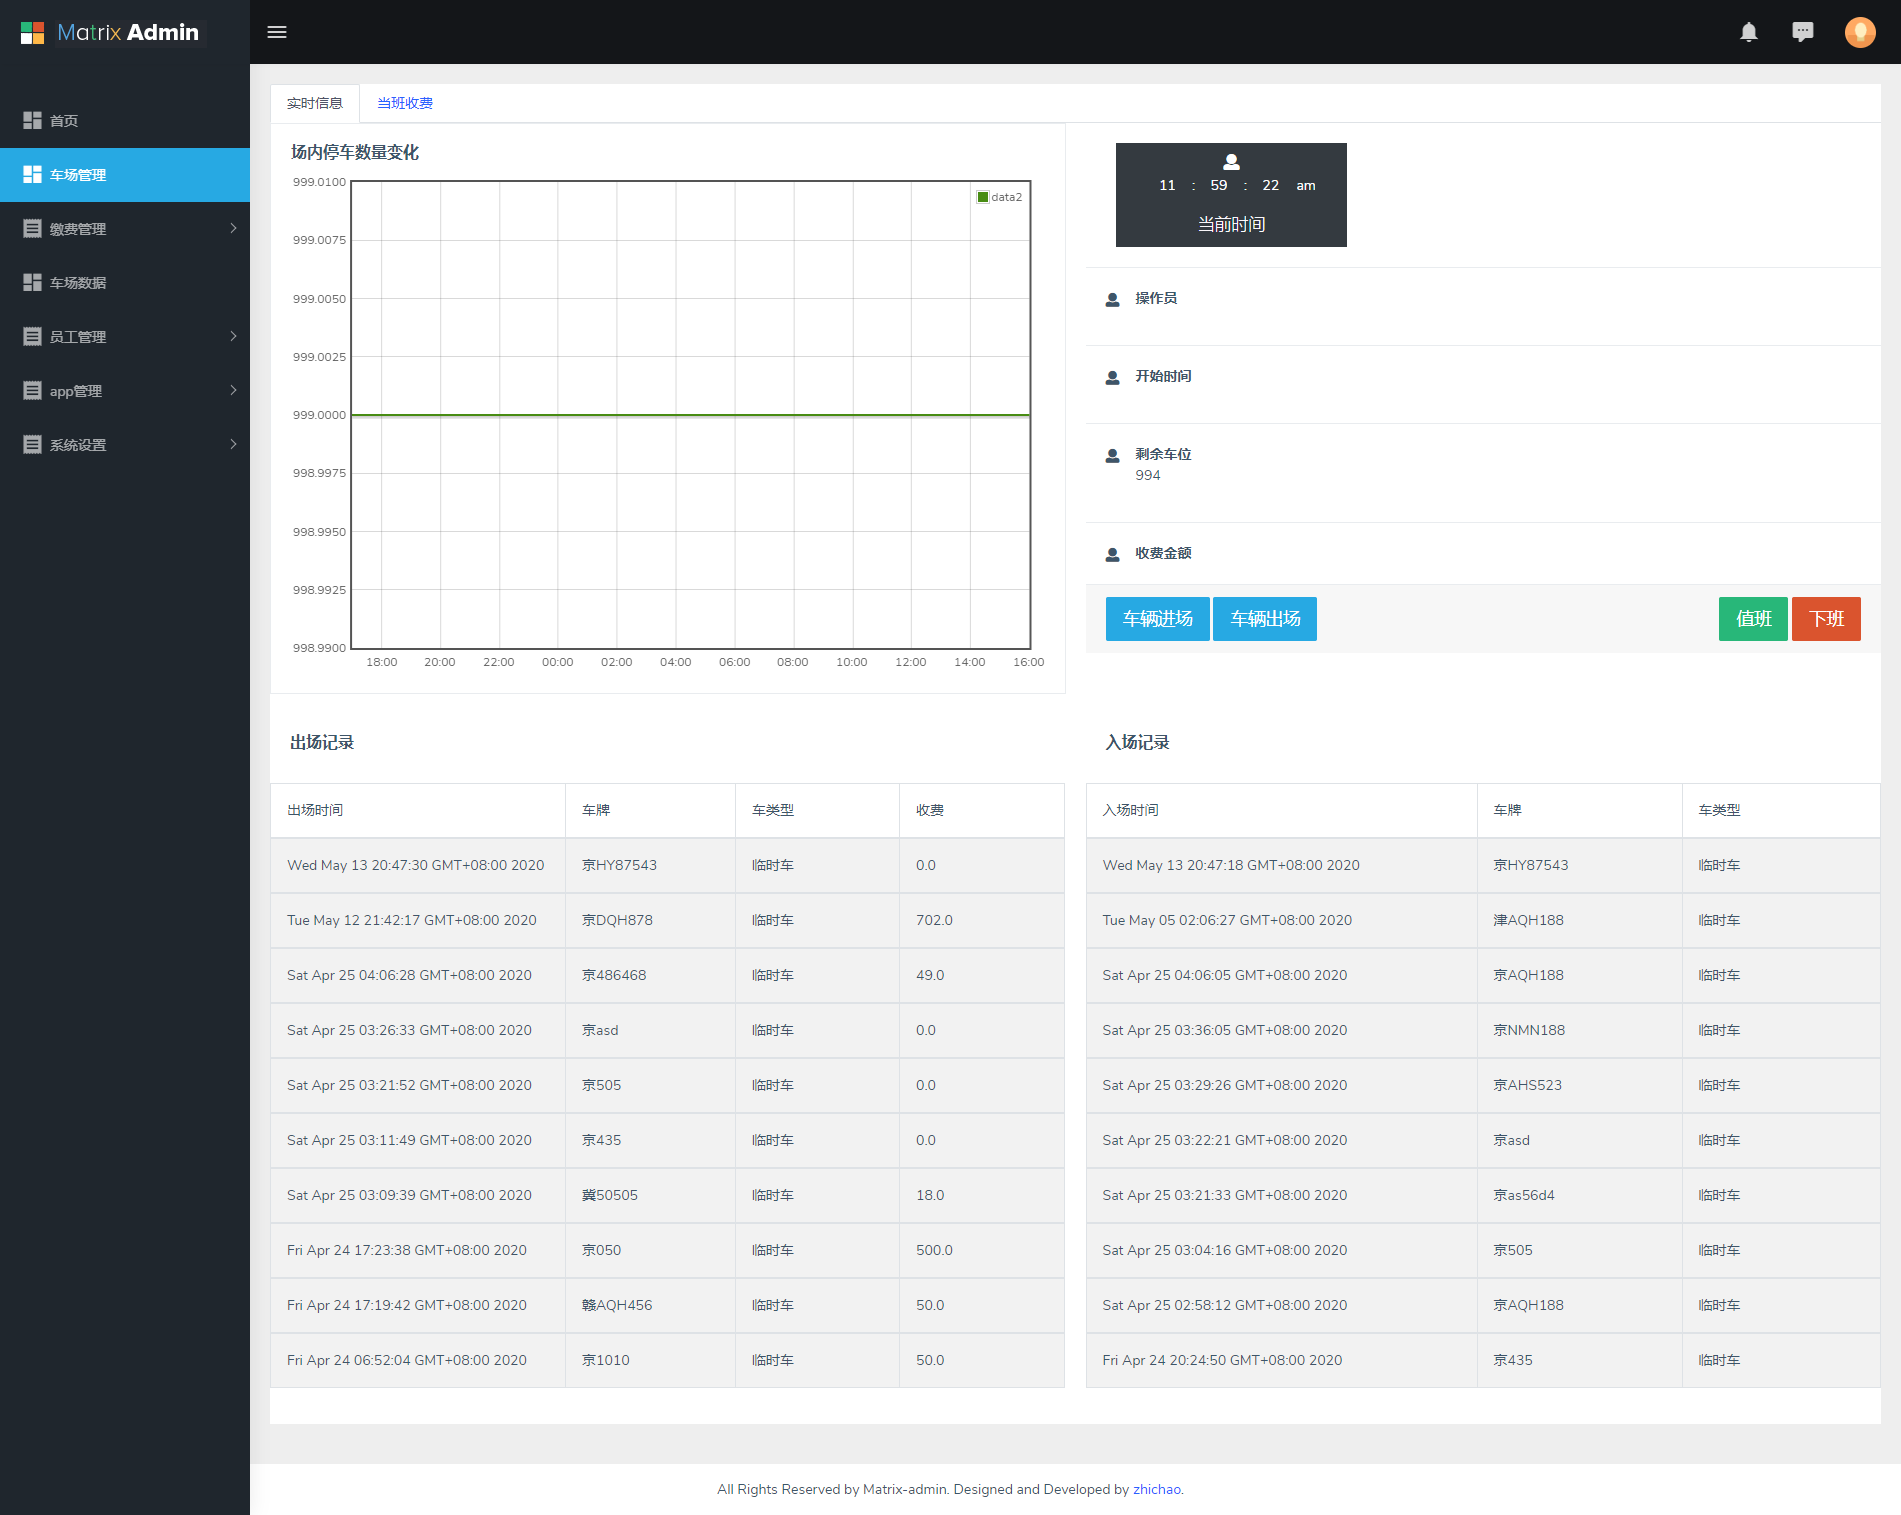 Matrix Admin
首页
车场管理
缴费管理
车场数据
员工管理
app管理
系统设置
实时信息 当班收费
场内停车数量变化
999.0100
999.0075
999.0050
999.0025
999.0000
998.9975
998.9950
998.9925
998.9900
data2
18:00 20:00 22:00 00:00 02:00 04:00 06:00 08:00 10:00 12:00 14:00 16:00
11 : 59 : 22 am
当前时间
操作员
开始时间
剩余车位
994
收费金额
车辆进场 车辆出场 值班 下班
出场记录
出场时间 车牌 车类型 收费
Wed May 13 20:47:30 GMT+08:00 2020 京HY87543 临时车 0.0
Tue May 12 21:42:17 GMT+08:00 2020 京DQH878 临时车 702.0
Sat Apr 25 04:06:28 GMT+08:00 2020 京486468 临时车 49.0
Sat Apr 25 03:26:33 GMT+08:00 2020 京asd 临时车 0.0
Sat Apr 25 03:21:52 GMT+08:00 2020 京505 临时车 0.0
Sat Apr 25 03:11:49 GMT+08:00 2020 京435 临时车 0.0
Sat Apr 25 03:09:39 GMT+08:00 2020 冀50505 临时车 18.0
Fri Apr 24 17:23:38 GMT+08:00 2020 京050 临时车 500.0
Fri Apr 24 17:19:42 GMT+08:00 2020 赣AQH456 临时车 50.0
Fri Apr 24 06:52:04 GMT+08:00 2020 京1010 临时车 50.0
入场记录
入场时间 车牌 车类型
Wed May 13 20:47:18 GMT+08:00 2020 京HY87543 临时车
Tue May 05 02:06:27 GMT+08:00 2020 津AQH188 临时车
Sat Apr 25 04:06:05 GMT+08:00 2020 京AQH188 临时车
Sat Apr 25 03:36:05 GMT+08:00 2020 京NMN188 临时车
Sat Apr 25 03:29:26 GMT+08:00 2020 京AHS523 临时车
Sat Apr 25 03:22:21 GMT+08:00 2020 京asd 临时车
Sat Apr 25 03:21:33 GMT+08:00 2020 京as56d4 临时车
Sat Apr 25 03:04:16 GMT+08:00 2020 京505 临时车
Sat Apr 25 02:58:12 GMT+08:00 2020 京AQH188 临时车
Fri Apr 24 20:24:50 GMT+08:00 2020 京435 临时车
All Rights Reserved by Matrix-admin. Designed and Developed by zhichao.